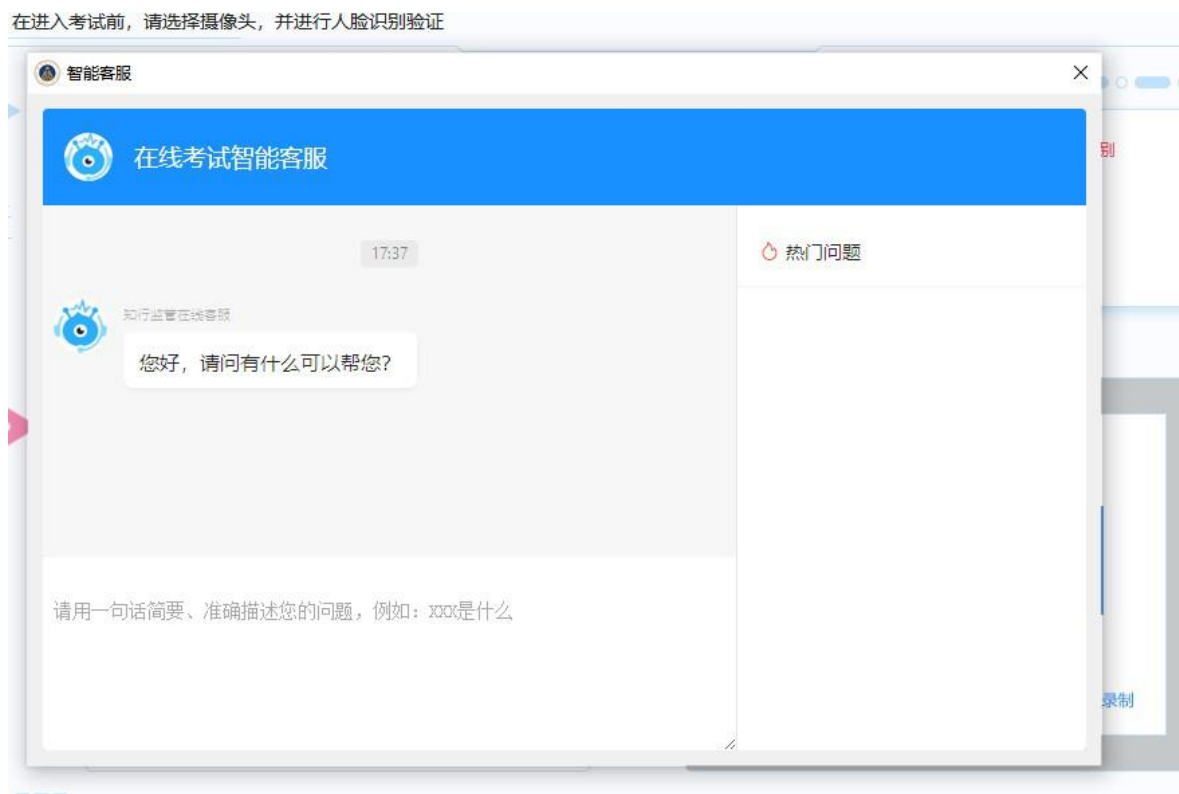 在进入考试前，请选择摄像头，并进行人脸识别验证
智能客服
在线考试智能客服
别
17:37
热门问题
知行监管在线客服
您好，请问有什么可以帮您?
请用一句话简要、准确描述您的问题，例如：xxx是什么
录制